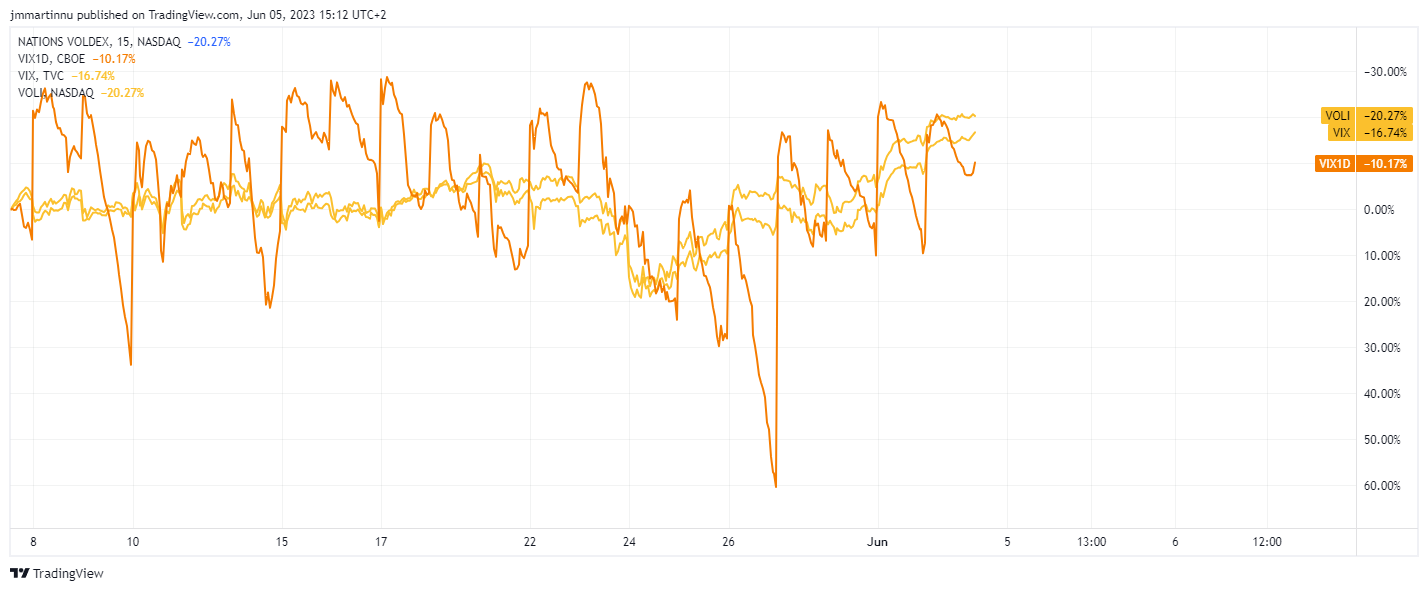 jmmartinnu published on TradingView.com, Jun 05, 2023 15:12 UTC+2
NATIONS VOLDEX, 15, NASDAQ −20.27%
VIX1D, CBOE −10.17%
VIX, TVC −16.74%
VOLI, NASDAQ −20.27%
−30.00%
VOLI −20.27%
VIX −16.74%
VIX1D −10.17%
0.00%
10.00%
20.00%
30.00%
40.00%
50.00%
60.00%
8 10 15 17 22 24 26 Jun 5 13:00 6 12:00
TradingView